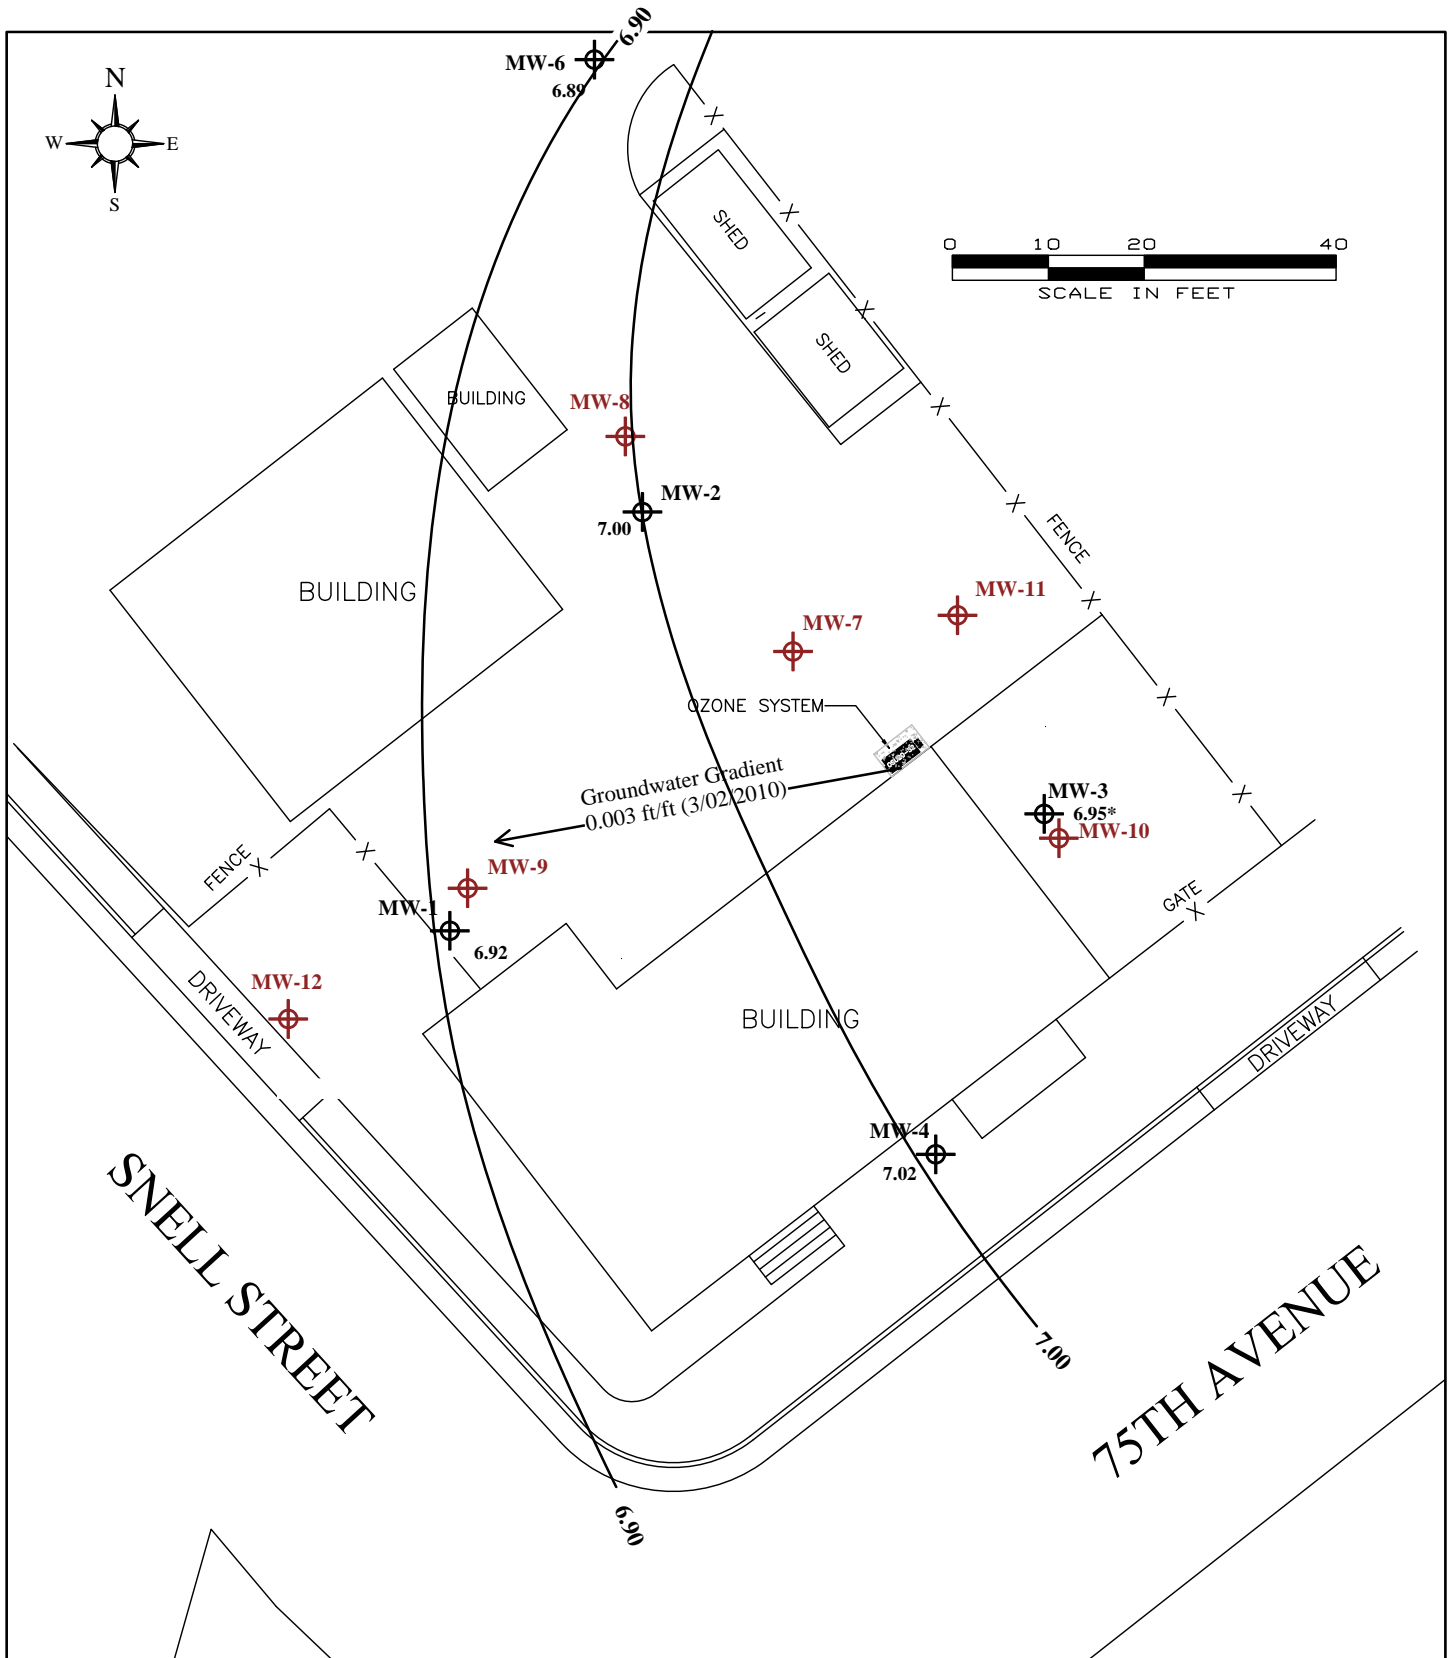 6.90
MW-6
6.89
N
W E
S
SHED
0 10 20 40
SCALE IN FEET
SHED
BUILDING
MW-8
MW-2
7.00
FENCE
BUILDING
MW-11
MW-7
OZONE SYSTEM
Groundwater Gradient
0.003 ft/ft (3/02/2010)
MW-3
6.95*
MW-10
FENCE
MW-9
MW-1
6.92
GATE
MW-12
DRIVEWAY
BUILDING
DRIVEWAY
MW-4
7.02
SNELL STREET
75TH AVENUE
7.00
6.90